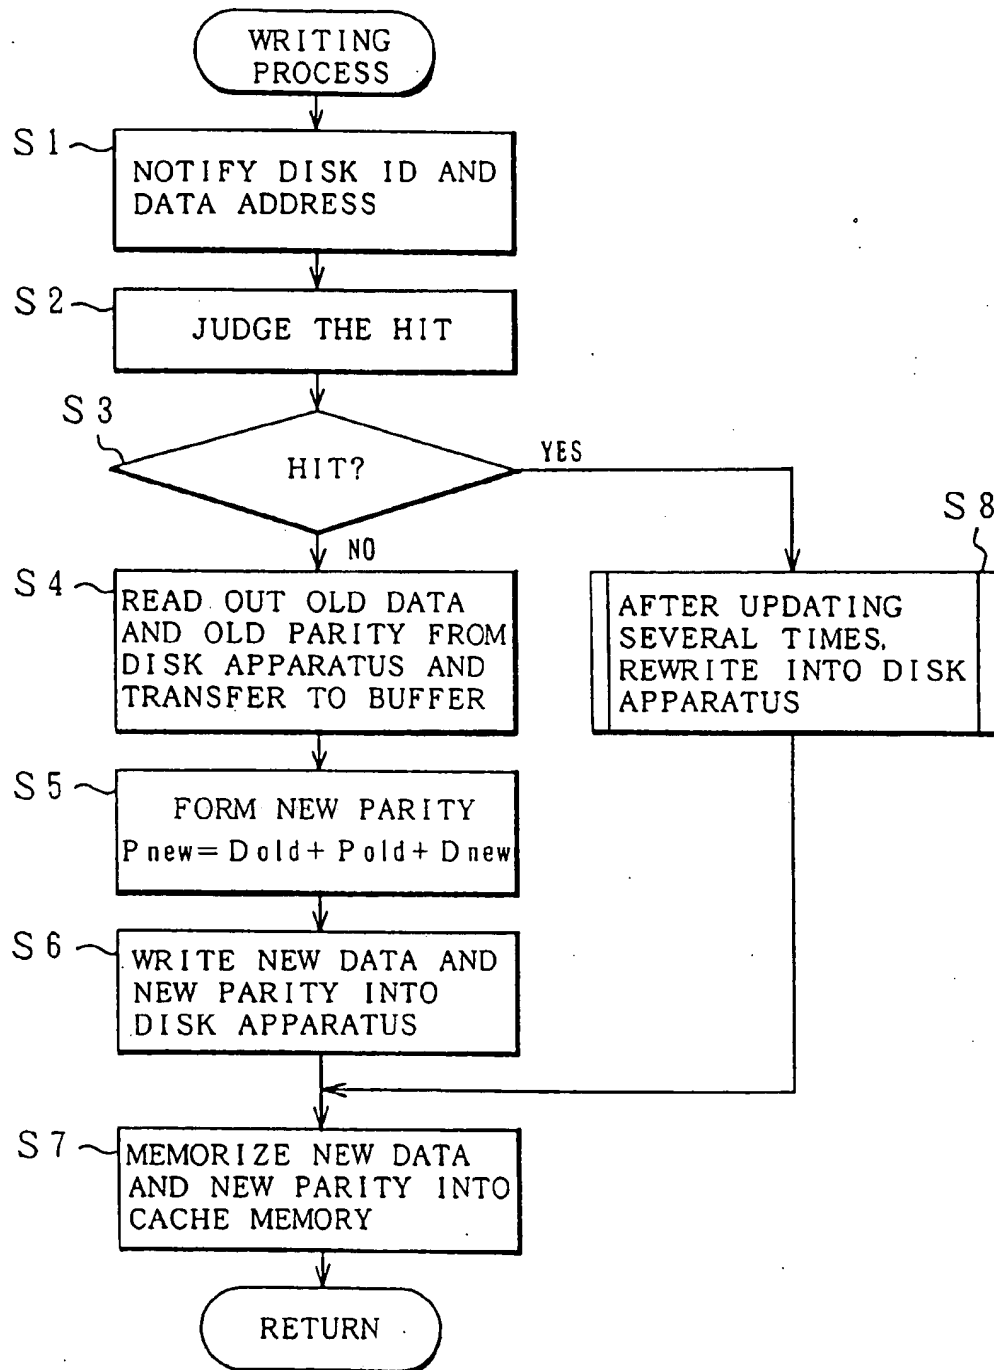 WRITING
PROCESS
S1
NOTIFY DISK ID AND
DATA ADDRESS
S2
JUDGE THE HIT
S3
HIT?
YES
NO
S4
READ OUT OLD DATA
AND OLD PARITY FROM
DISK APPARATUS AND
TRANSFER TO BUFFER
S8
AFTER UPDATING
SEVERAL TIMES,
REWRITE INTO DISK
APPARATUS
S5
FORM NEW PARITY
Pnew=Dold+Pold+Dnew
S6
WRITE NEW DATA AND
NEW PARITY INTO
DISK APPARATUS
S7
MEMORIZE NEW DATA
AND NEW PARITY INTO
CACHE MEMORY
RETURN